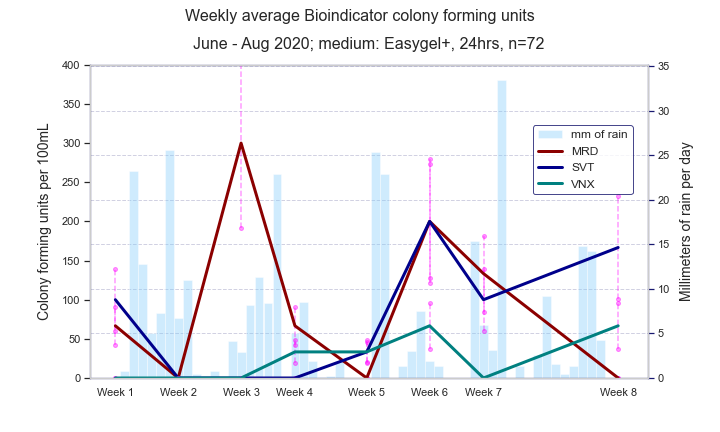 Weekly average Bioindicator colony forming units
June - Aug 2020; medium: Easygel+, 24hrs, n=72
Colony forming units per 100mL
400
350
300
250
200
150
100
50
0
35
30
25
20
15
10
5
0
Millimeters of rain per day
mm of rain
MRD
SVT
VNX
Week 1 Week 2 Week 3 Week 4 Week 5 Week 6 Week 7 Week 8